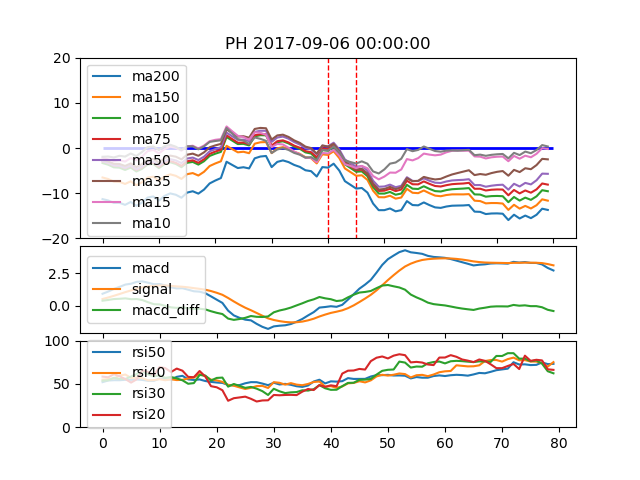 PH 2017-09-06 00:00:00
20
10
0
−10
−20
ma200
ma150
ma100
ma75
ma50
ma35
ma15
ma10
2.5
0.0
macd
signal
macd_diff
100
50
0
rsi50
rsi40
rsi30
rsi20
0 10 20 30 40 50 60 70 80